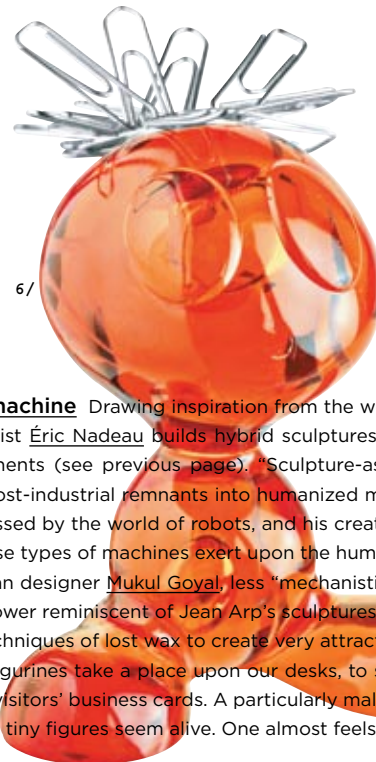 6/
machine Drawing inspiration from the w
ist Éric Nadeau builds hybrid sculptures
nents (see previous page). “Sculpture-as
ost-industrial remnants into humanized m
ssed by the world of robots, and his creat
se types of machines exert upon the hum
an designer Mukul Goyal, less “mechanistic
ower reminiscent of Jean Arp’s sculptures
chniques of lost wax to create very attract
igurines take a place upon our desks, to s
visitors’ business cards. A particularly mal
tiny figures seem alive. One almost feels